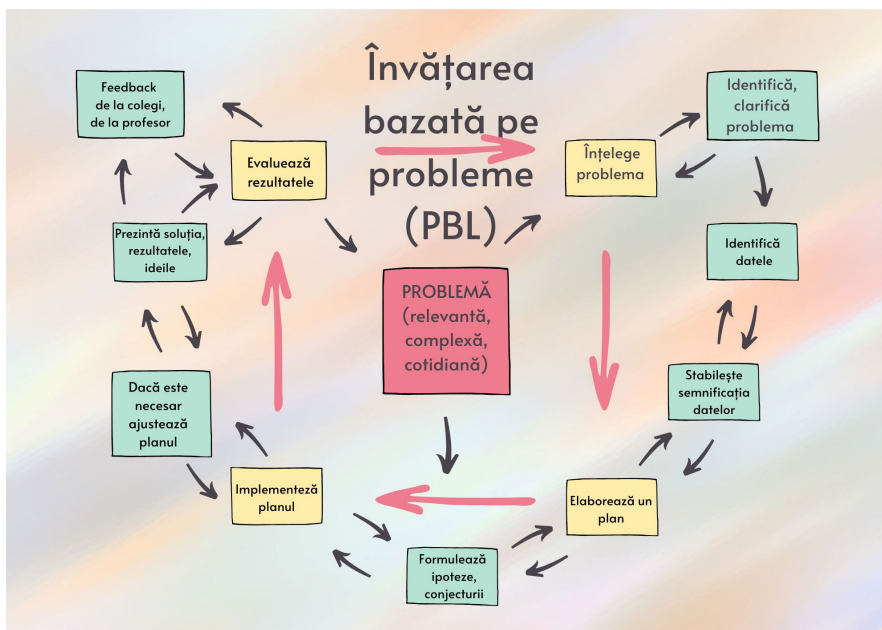 Învățarea
bazată pe
probleme
(PBL)
Feedback
de la colegi,
de la profesor
Evaluează
rezultatele
Prezintă soluția,
rezultatele,
ideile
Dacă este
necesar
ajustează
planul
Implementeză
planul
PROBLEMĂ
(relevantă,
complexă,
cotidiană)
Formulează
ipoteze,
conjecturii
Elaborează un
plan
Stabilește
semnificația
datelor
Identifică
datele
Identifică,
clarifică
problema
Înțelege
problema